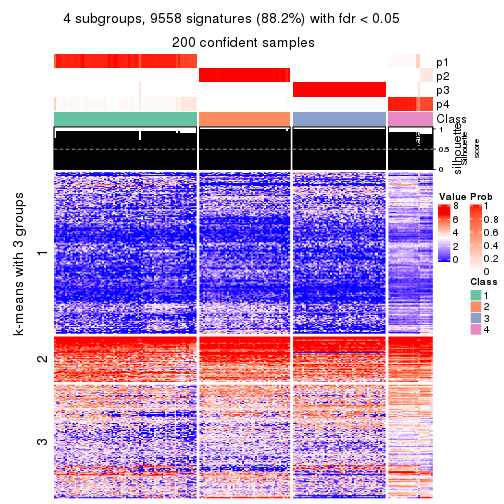 4 subgroups, 9558 signatures (88.2%) with fdr < 0.05
200 confident samples
p1
p2
p3
p4
Class
1
0.5
0
silhouette
Silhouette
score
k-means with 3 groups
1
2
3
Value
8
6
4
2
0
Prob
1
0.8
0.6
0.4
0.2
0
Class
1
2
3
4